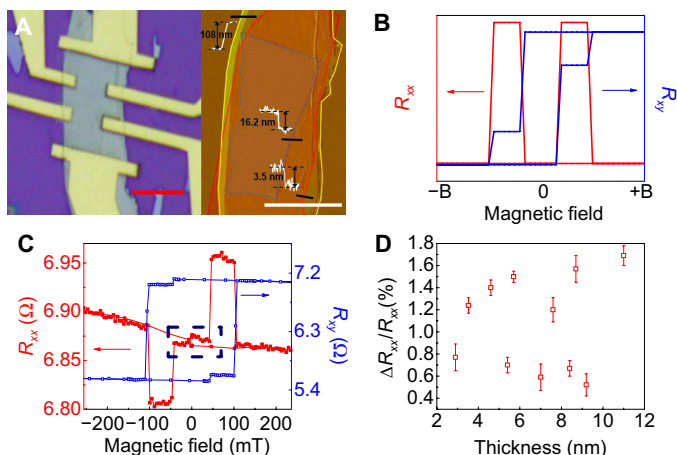 A
108 nm
16.2 nm
3.5 nm
B
Rxx
Rxy
−B 0 +B
Magnetic field
C
6.95
6.90
6.85
6.80
Rxx (Ω)
7.2
6.3
5.4
Rxy (Ω)
−200 −100 0 100 200
Magnetic field (mT)
D
1.8
1.6
1.4
1.2
1.0
0.8
0.6
0.4
ΔRxx/Rxx(%)
2 4 6 8 10 12
Thickness (nm)